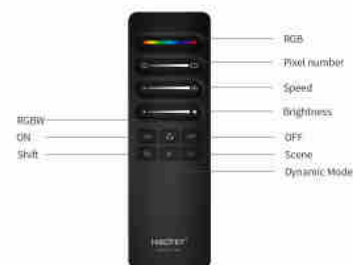 RGB
Pixel number
Speed
Brightness
RGBW
ON
OFF
Shift
Scene
Dynamic Mode